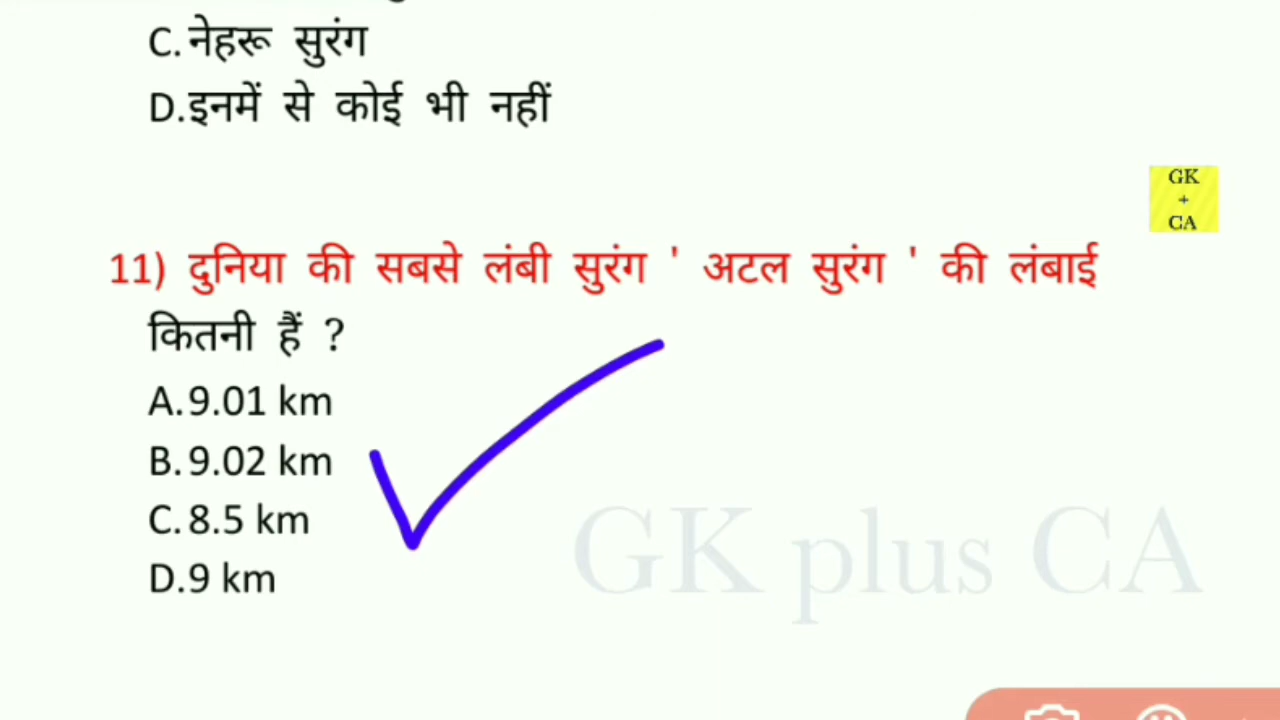 C. नेहरू सुरंग
D. इनमें से कोई भी नहीं
GK
+
CA
11) दुनिया की सबसे लंबी सुरंग ' अटल सुरंग ' की लंबाई
कितनी हैं ?
A. 9.01 km
B. 9.02 km
C. 8.5 km
D. 9 km
GK plus CA